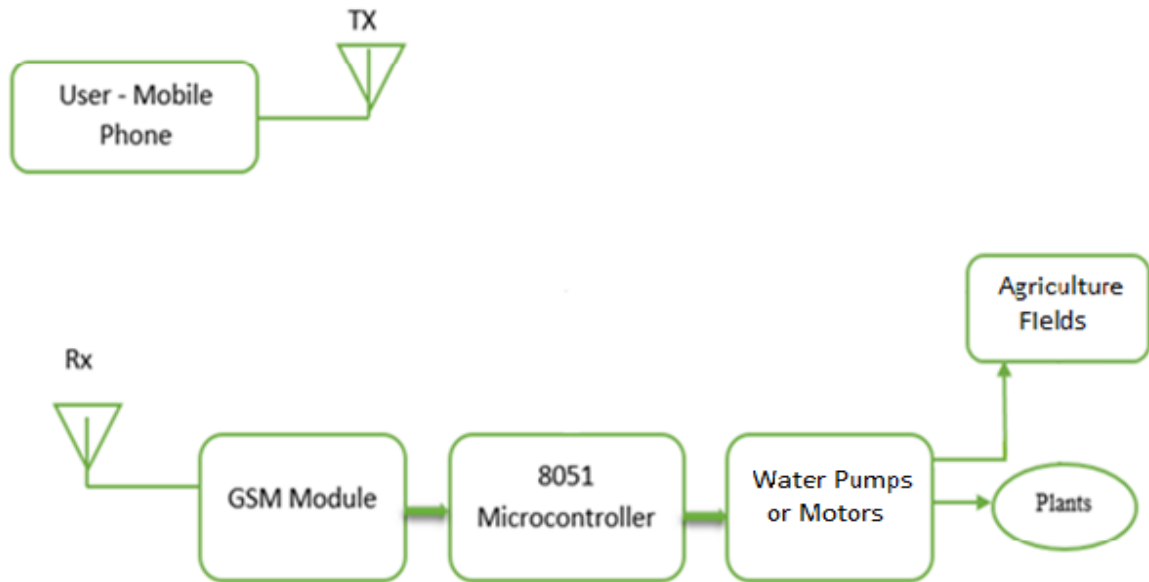 TX
User - Mobile
Phone
Agriculture
FIelds
Rx
GSM Module
8051
Microcontroller
Water Pumps
or Motors
Plants